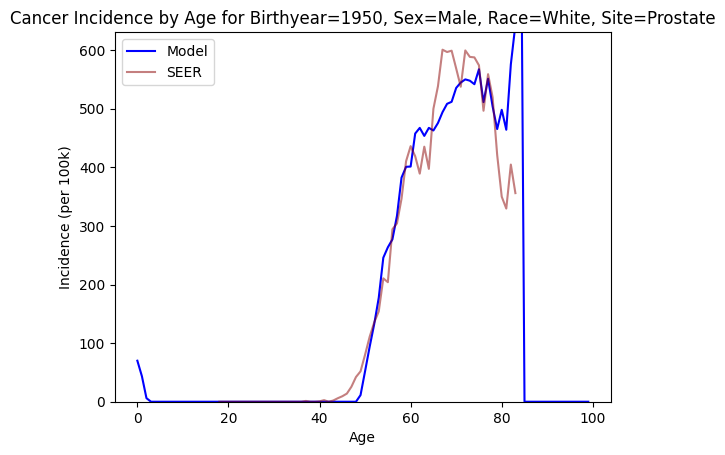 Cancer Incidence by Age for Birthyear=1950, Sex=Male, Race=White, Site=Prostate
Model
SEER
600
500
400
300
200
100
0
Incidence (per 100k)
0 20 40 60 80 100
Age